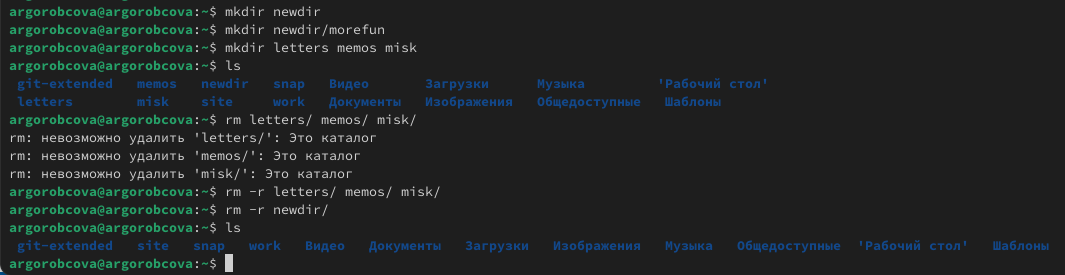 argorobcova@argorobcova:~$ mkdir newdir
argorobcova@argorobcova:~$ mkdir newdir/morefun
argorobcova@argorobcova:~$ mkdir letters memos misk
argorobcova@argorobcova:~$ ls
git-extended memos newdir snap Видео Загрузки Музыка 'Рабочий стол'
letters misk site work Документы Изображения Общедоступные Шаблоны
argorobcova@argorobcova:~$ rm letters/ memos/ misk/
rm: невозможно удалить 'letters/': Это каталог
rm: невозможно удалить 'memos/': Это каталог
rm: невозможно удалить 'misk/': Это каталог
argorobcova@argorobcova:~$ rm -r letters/ memos/ misk/
argorobcova@argorobcova:~$ rm -r newdir/
argorobcova@argorobcova:~$ ls
git-extended site snap work Видео Документы Загрузки Изображения Музыка Общедоступные 'Рабочий стол' Шаблоны
argorobcova@argorobcova:~$